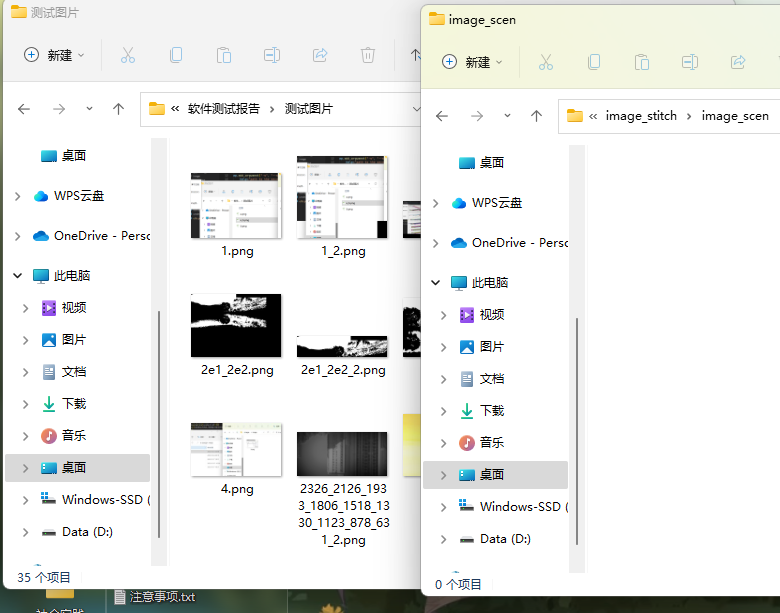 测试图片
新建
« 软件测试报告 › 测试图片
桌面
WPS云盘
OneDrive - Perso
此电脑
视频
图片
文档
下载
音乐
桌面
Windows-SSD (
Data (D:)
35 个项目
1.png
1_2.png
2e1_2e2.png
2e1_2e2_2.png
4.png
2326_2126_193
3_1806_1518_13
30_1123_878_63
1_2.png
image_scen
新建
« image_stitch › image_scen
桌面
WPS云盘
OneDrive - Perso
此电脑
视频
图片
文档
下载
音乐
桌面
Windows-SSD (
Data (D:)
0 个项目
注意事项.txt